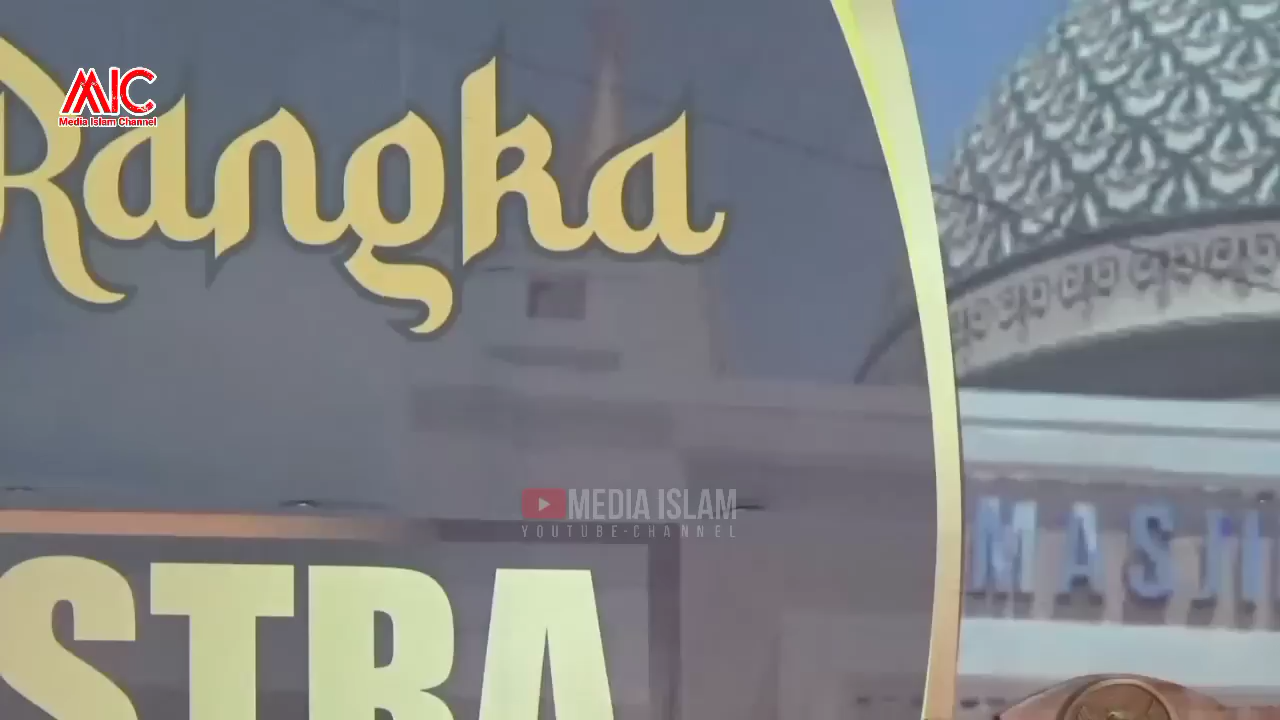 MIC
Media Islam Channel
Rangka
MEDIA ISLAM
YOUTUBE-CHANNEL
MASJI
STRA